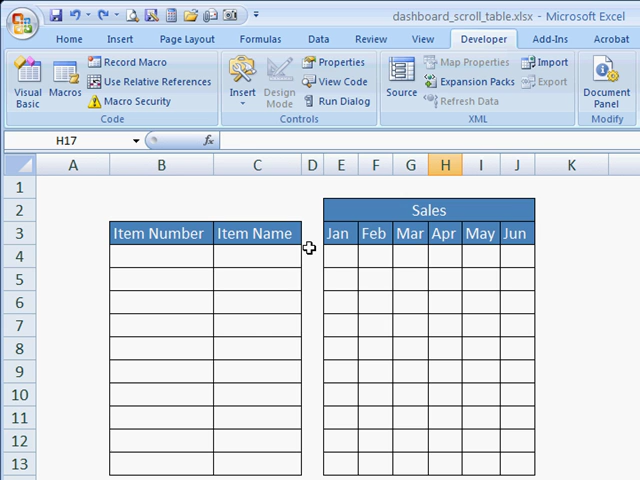 dashboard_scroll_table.xlsx - Microsoft Excel
Home Insert Page Layout Formulas Data Review View Developer Add-Ins Acrobat
Visual Basic
Macros
Record Macro
Use Relative References
Macro Security
Code
Insert
Design Mode
Properties
View Code
Run Dialog
Controls
Source
Map Properties
Expansion Packs
Refresh Data
Import
Export
XML
Document Panel
Modify
H17 fx
A B C D E F G H I J K
1
2 Sales
3 Item Number Item Name Jan Feb Mar Apr May Jun
4
5
6
7
8
9
10
11
12
13